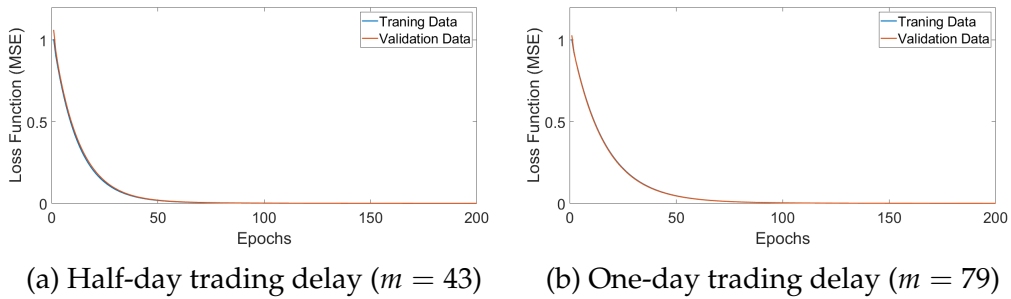 Loss Function (MSE)
1
0.5
0
0 50 100 150 200
Epochs
Traning Data
Validation Data
(a) Half-day trading delay (m = 43)
Loss Function (MSE)
1
0.5
0
0 50 100 150 200
Epochs
Traning Data
Validation Data
(b) One-day trading delay (m = 79)